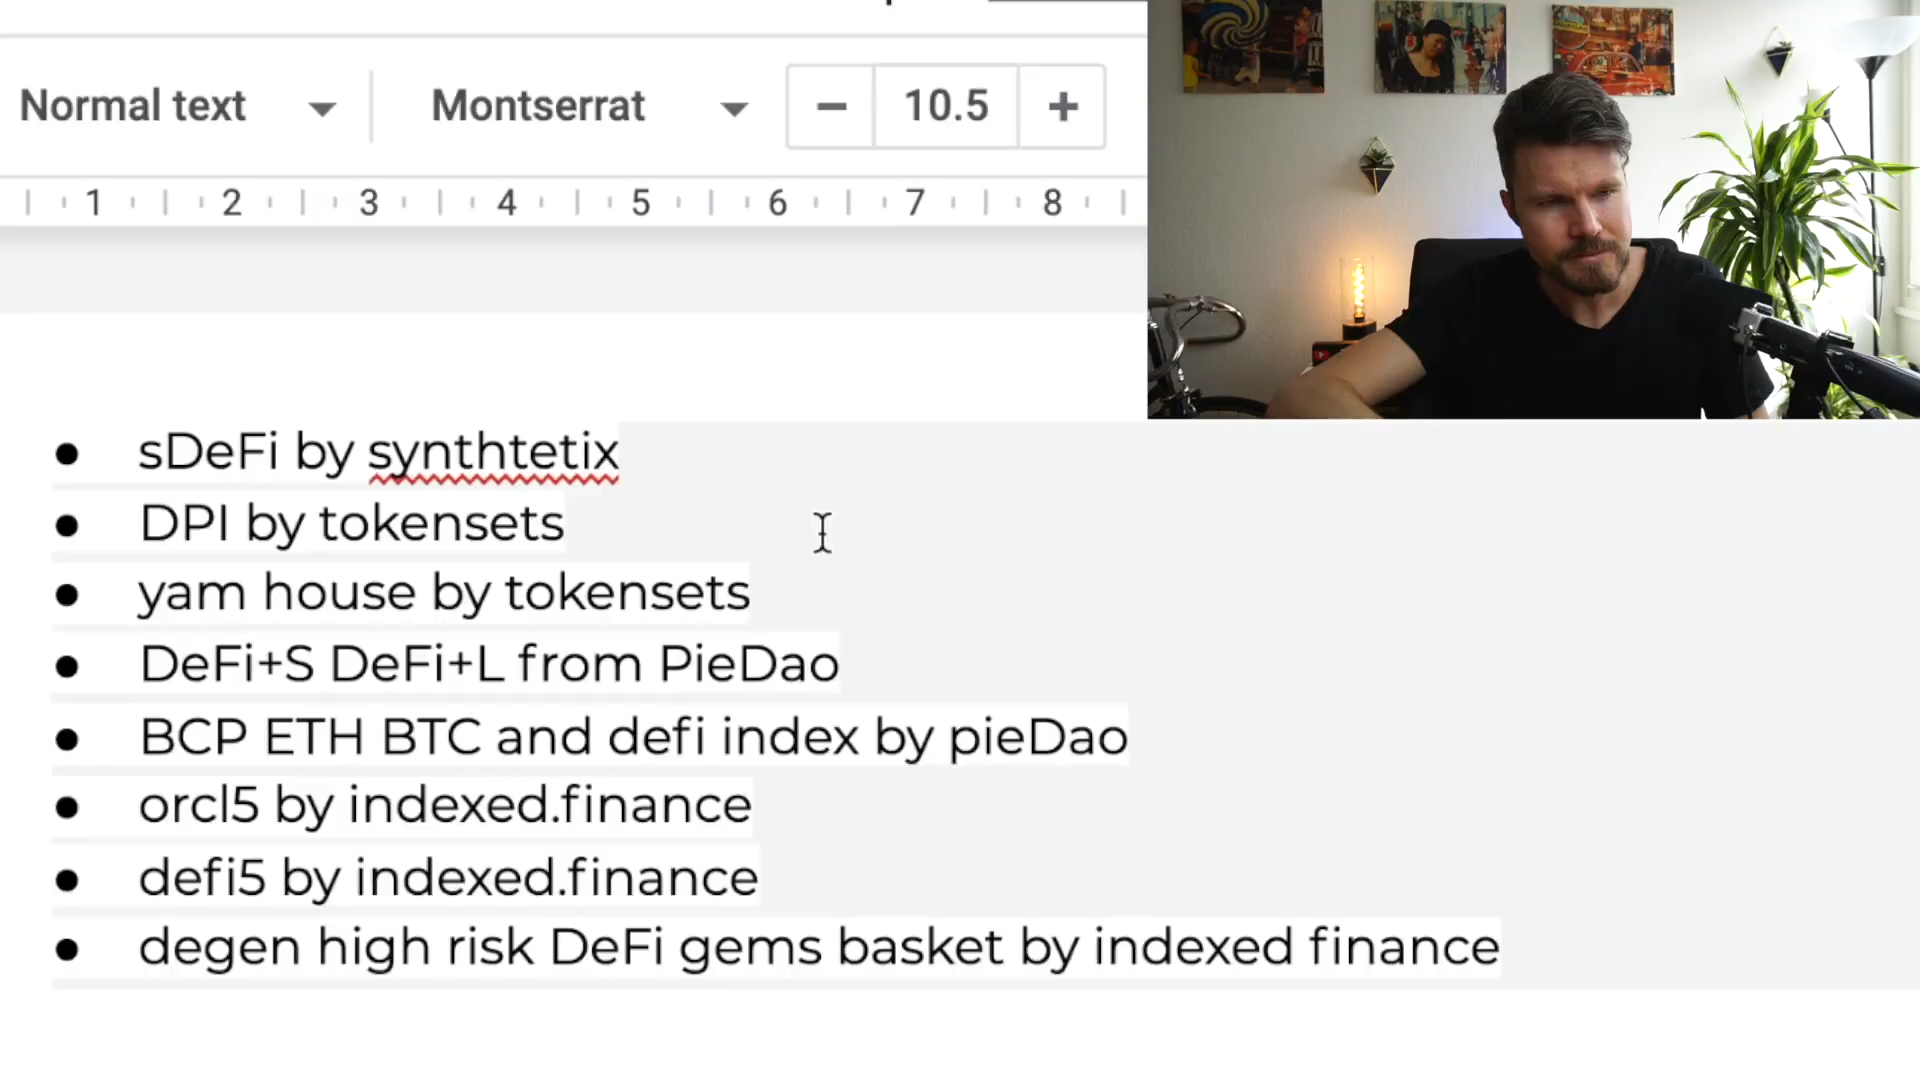 Normal text
Montserrat
10.5
1 2 3 4 5 6 7 8
sDeFi by synthtetix
DPI by tokensets
yam house by tokensets
DeFi+S DeFi+L from PieDao
BCP ETH BTC and defi index by pieDao
orcl5 by indexed.finance
defi5 by indexed.finance
degen high risk DeFi gems basket by indexed finance